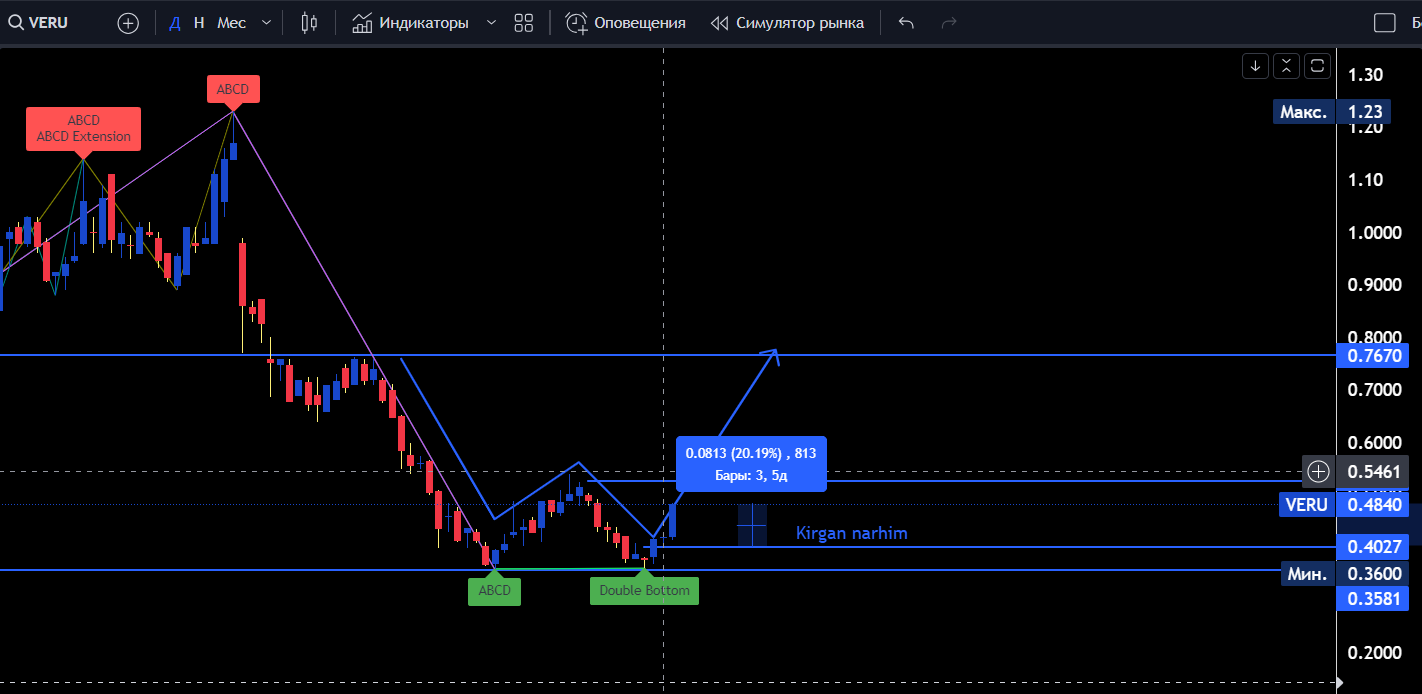 VERU
Д
Н
Мес
Индикаторы
Оповещения
Симулятор рынка
ABCD
ABCD
ABCD Extension
1.30
Макс. 1.23
1.20
1.10
1.0000
0.9000
0.8000
0.7670
0.7000
0.6000
0.0813 (20.19%) , 813
Бары: 3, 5д
0.5461
VERU 0.4840
Kirgan narhim
0.4027
Мин. 0.3600
ABCD
Double Bottom
0.3581
0.2000